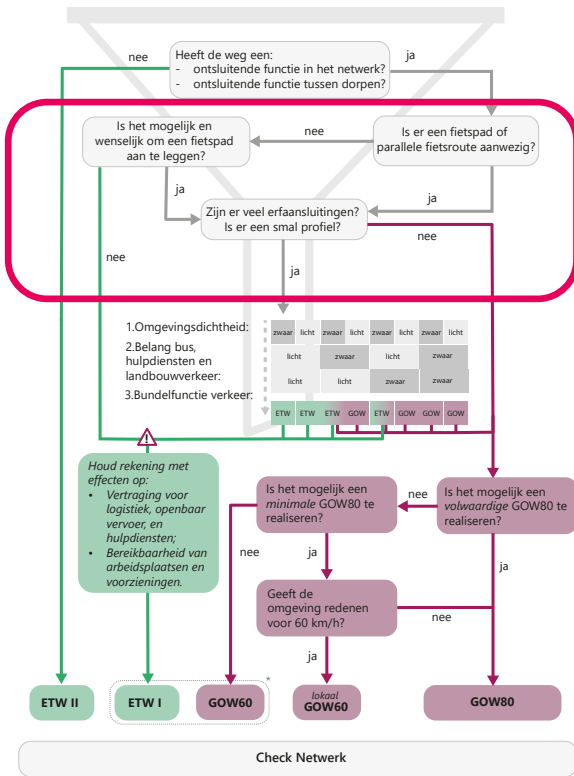 nee
ja
Heeft de weg een:
- ontsluitende functie in het netwerk?
- ontsluitende functie tussen dorpen?
Is het mogelijk en
wenselijk om een fietspad
aan te leggen?
nee
Is er een fietspad of
parallele fietsroute aanwezig?
ja
ja
Zijn er veel erfaansluitingen?
Is er een smal profiel?
nee
nee
ja
1.Omgevingsdichtheid:
2.Belang bus,
hulpdiensten en
landbouwverkeer:
3.Bundelfunctie verkeer:
zwaar licht zwaar licht zwaar licht zwaar licht
licht zwaar licht zwaar
licht licht zwaar zwaar
ETW ETW ETW GOW ETW GOW GOW GOW
!
Houd rekening met
effecten op:
• Vertraging voor
logistiek, openbaar
vervoer, en
hulpdiensten;
• Bereikbaarheid van
arbeidsplaatsen en
voorzieningen.
Is het mogelijk een
minimale GOW80 te
realiseren?
nee
Is het mogelijk een
volwaardige GOW80 te
realiseren?
nee
ja
ja
Geeft de
omgeving redenen
voor 60 km/h?
nee
ja
*
ETW II
ETW I
GOW60
lokaal
GOW60
GOW80
Check Netwerk